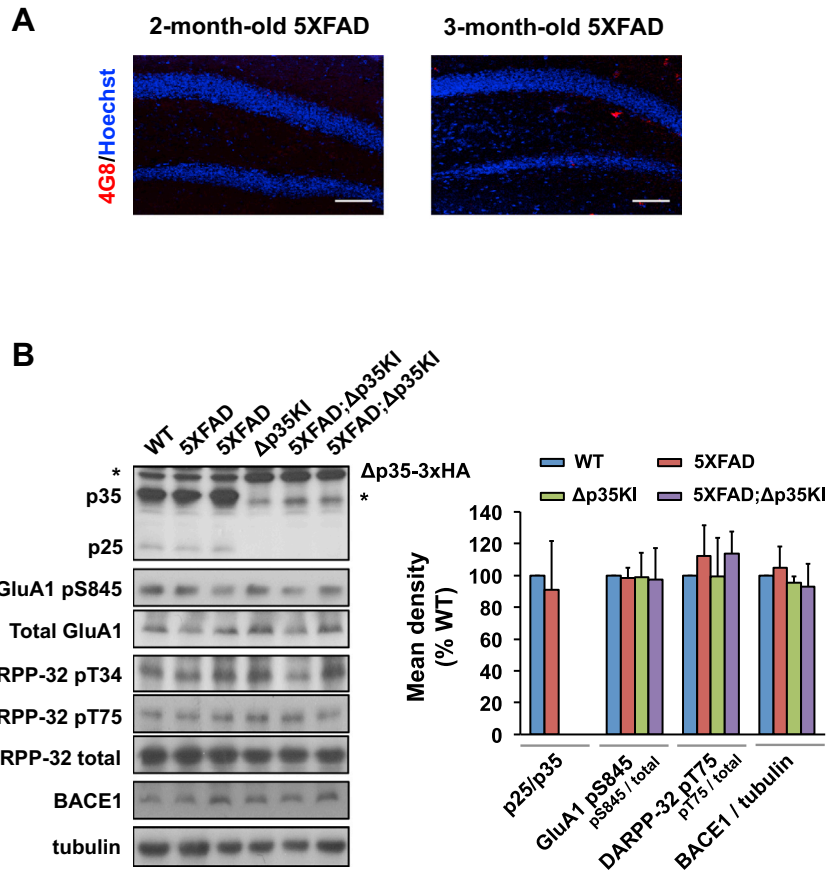 A
2-month-old 5XFAD
3-month-old 5XFAD
4G8/Hoechst
B
WT
5XFAD
5XFAD
Δp35KI
5XFAD;Δp35KI
5XFAD;Δp35KI
*
Δp35-3xHA
p35
*
p25
GluA1 pS845
Total GluA1
RPP-32 pT34
RPP-32 pT75
RPP-32 total
BACE1
tubulin
WT
5XFAD
Δp35KI
5XFAD;Δp35KI
Mean density
(% WT)
140
120
100
80
60
40
20
0
p25/p35
GluA1 pS845
pS845 / total
DARPP-32 pT75
pT75 / total
BACE1 / tubulin